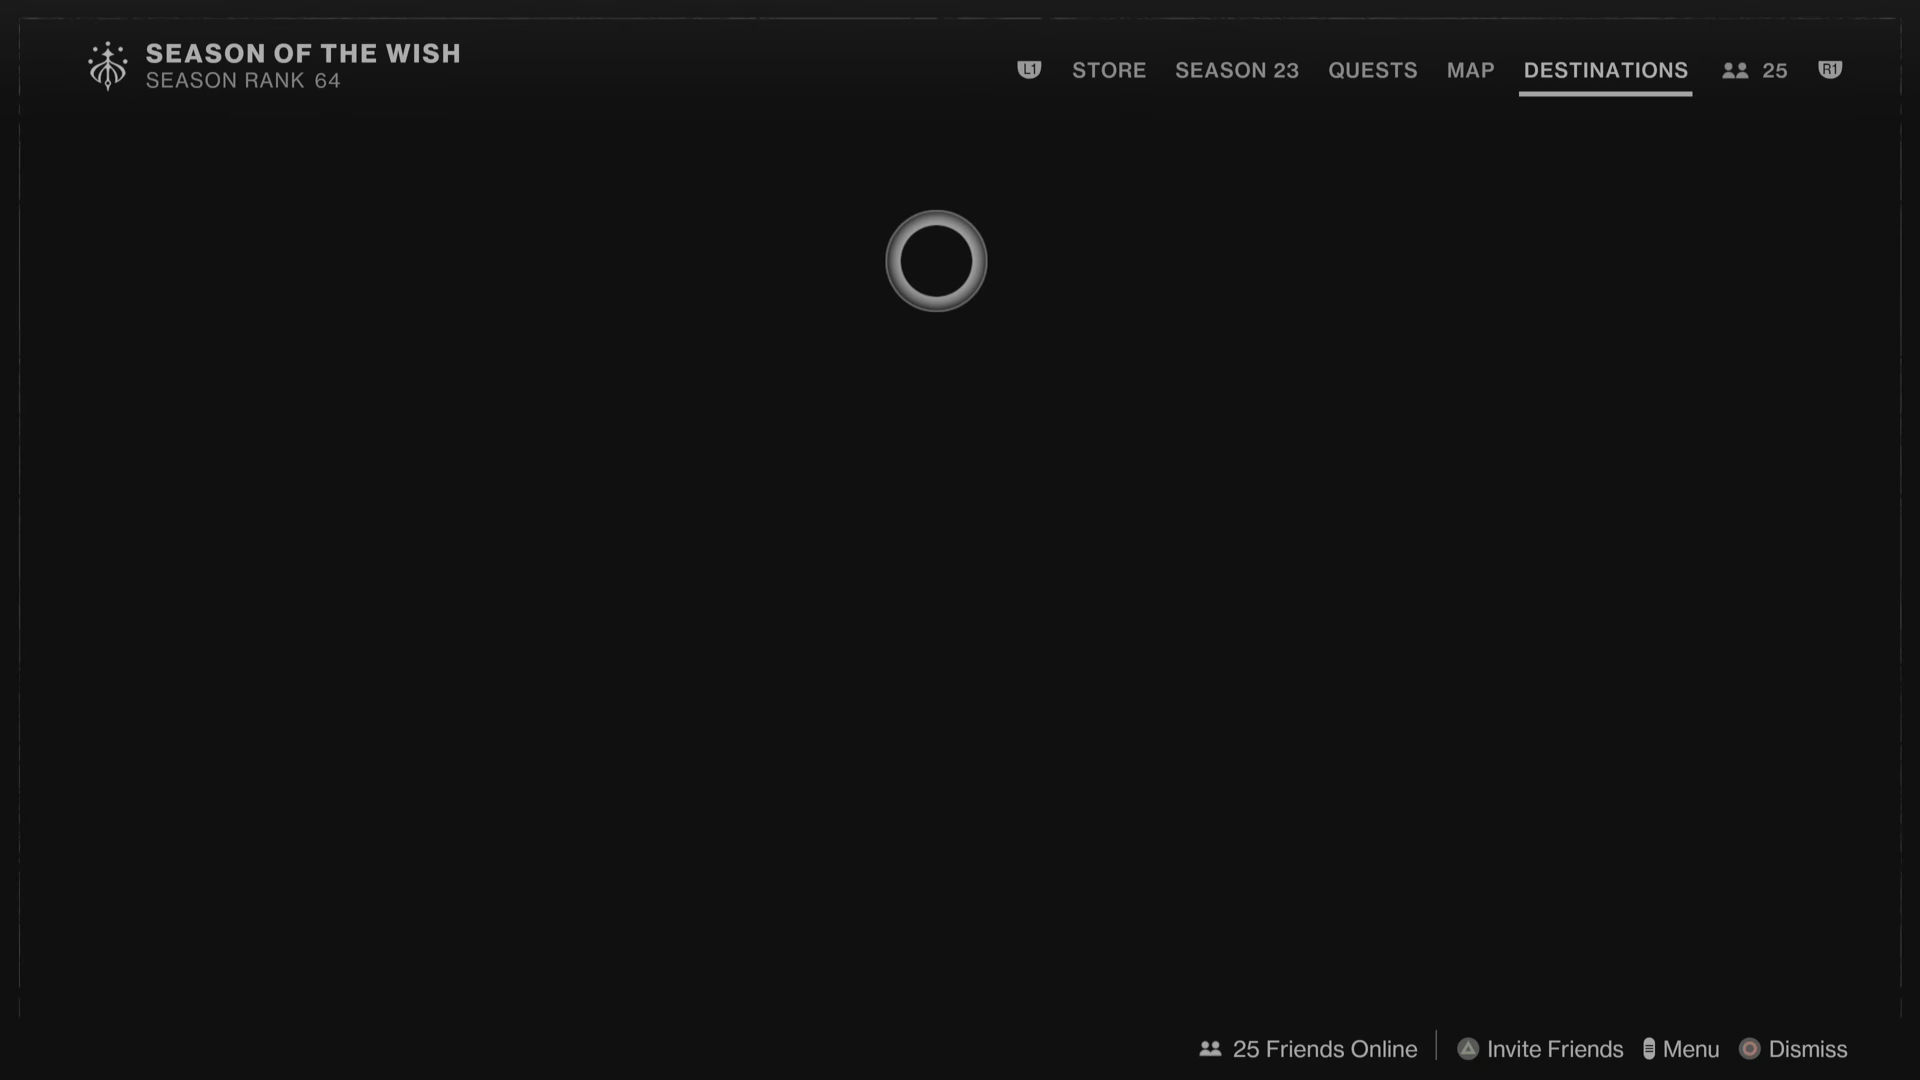 SEASON OF THE WISH
SEASON RANK 64
L1 STORE SEASON 23 QUESTS MAP DESTINATIONS 25 R1
25 Friends Online Invite Friends Menu Dismiss